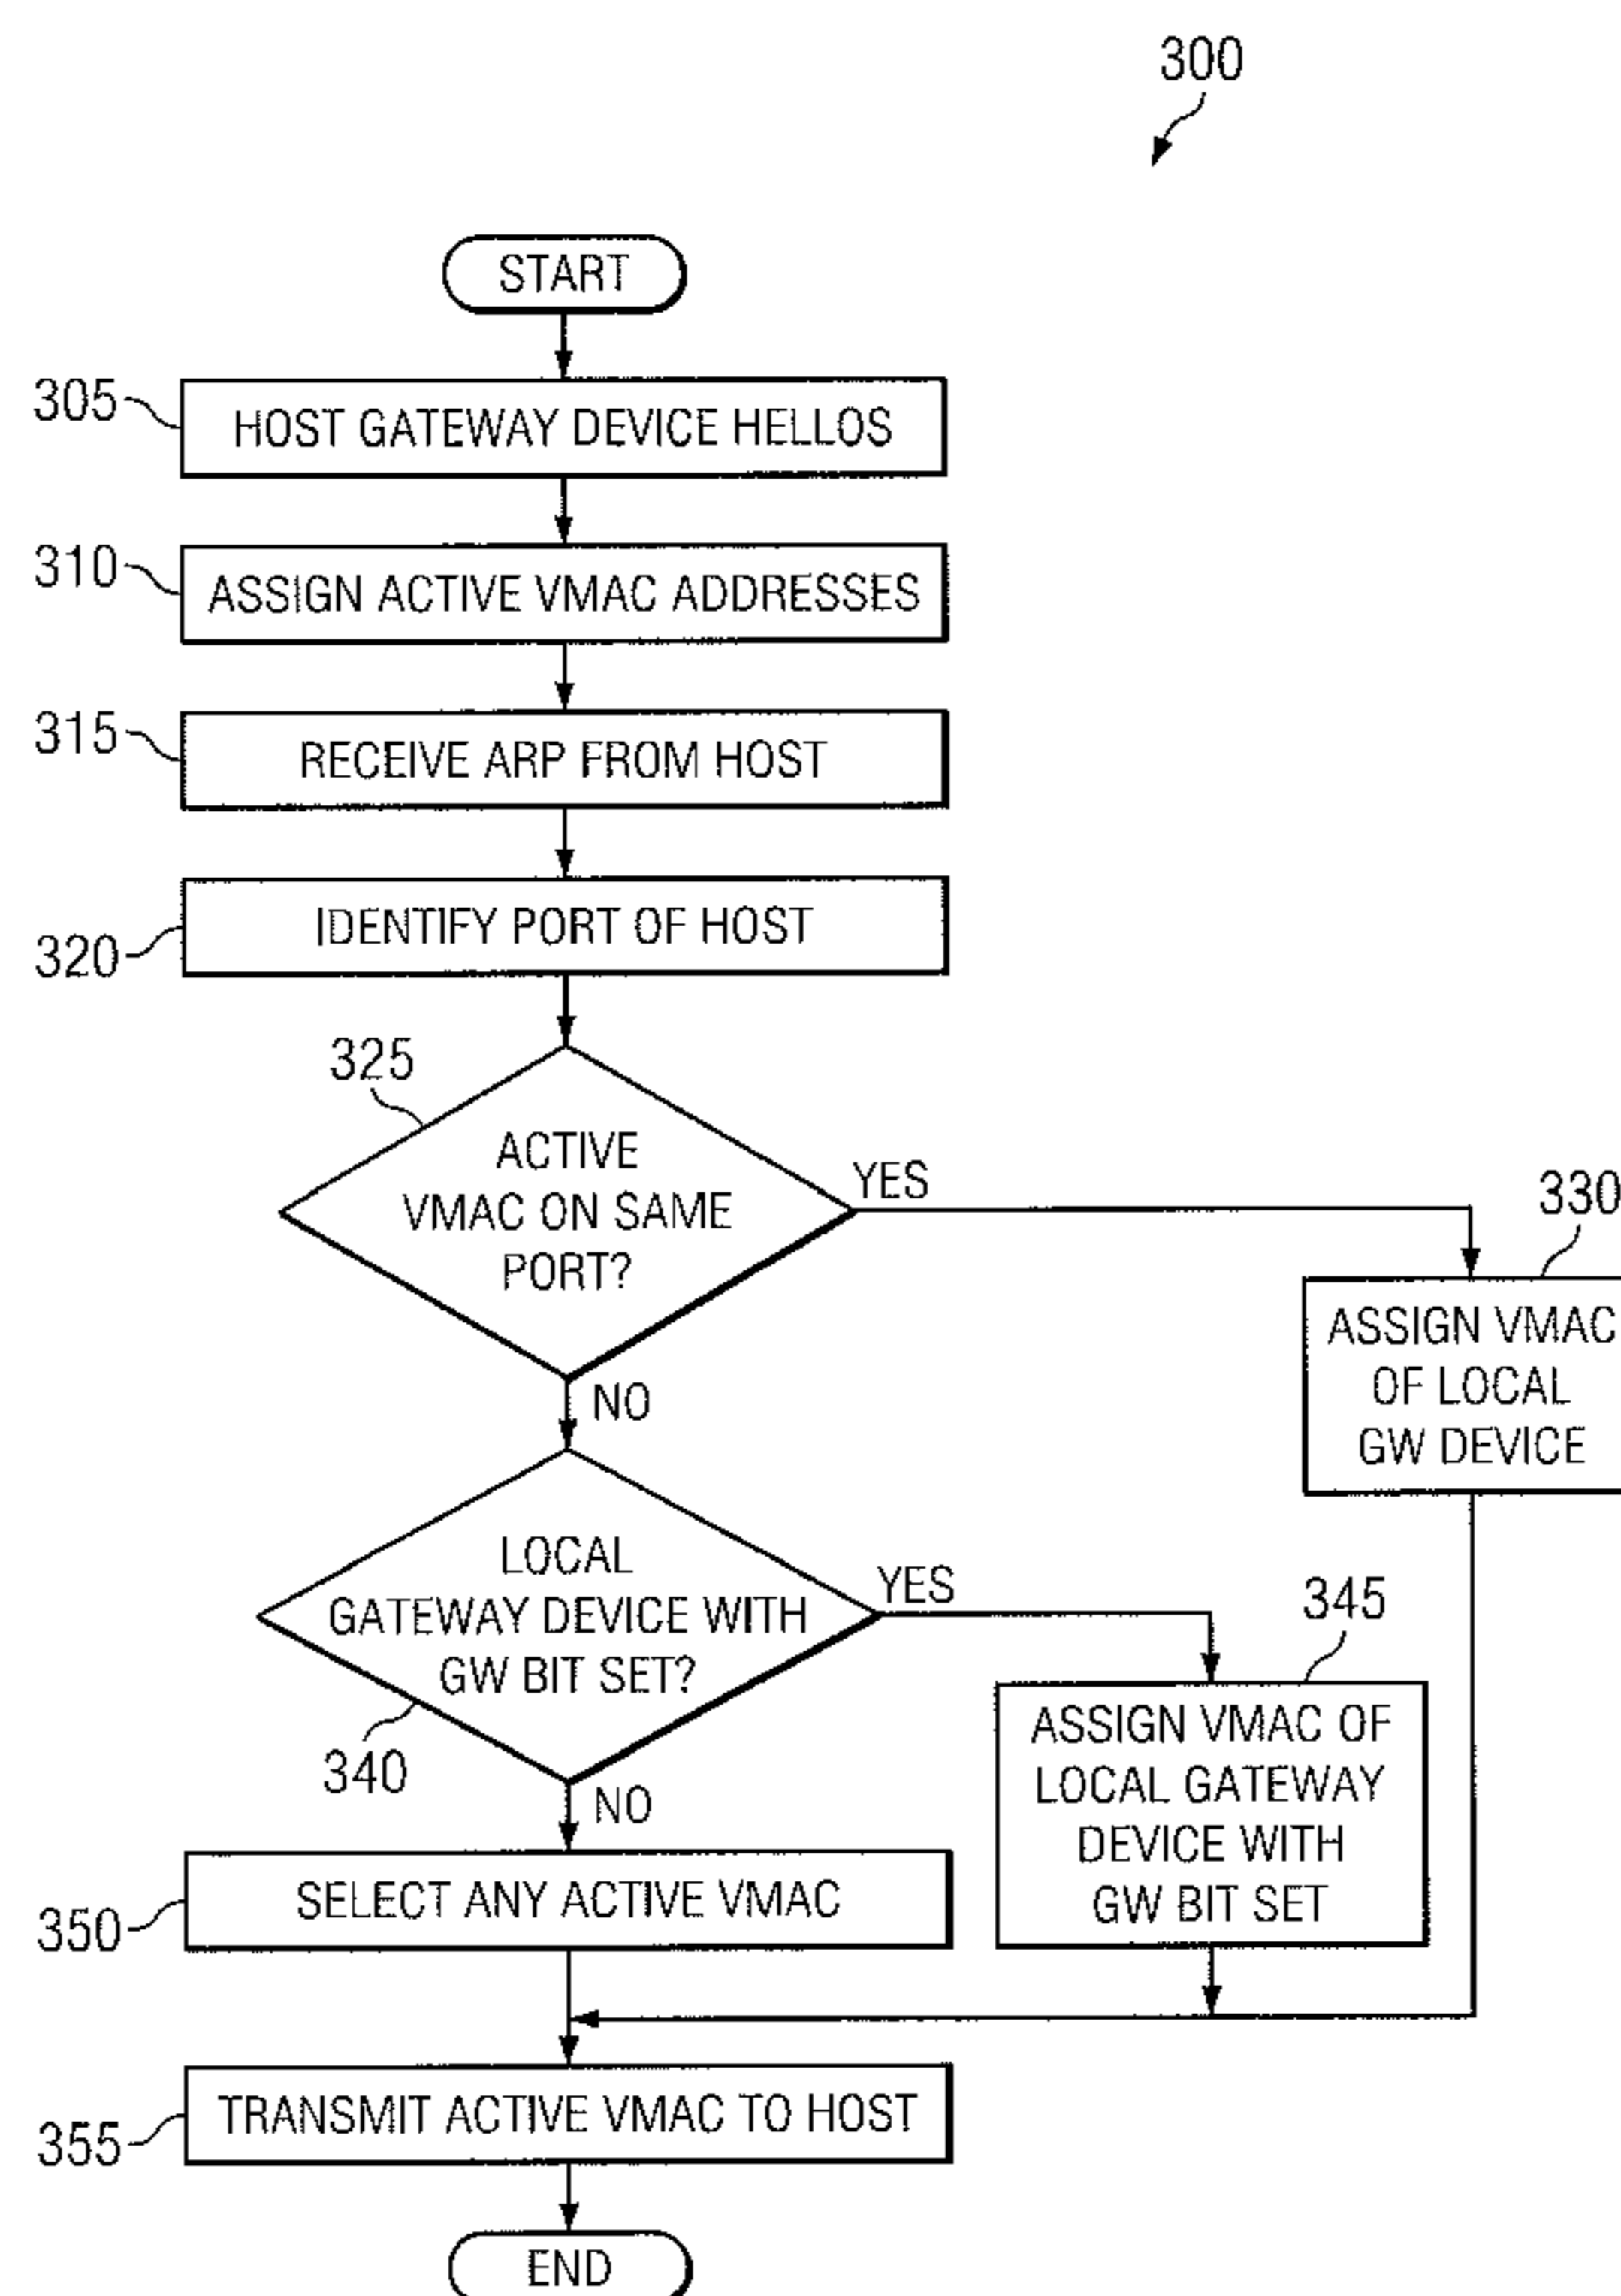 300
START
305
HOST GATEWAY DEVICE HELLOS
310
ASSIGN ACTIVE VMAC ADDRESSES
315
RECEIVE ARP FROM HOST
320
IDENTIFY PORT OF HOST
325
ACTIVE
VMAC ON SAME
PORT?
YES
330
ASSIGN VMAC
OF LOCAL
GW DEVICE
NO
LOCAL
GATEWAY DEVICE WITH
GW BIT SET?
340
YES
345
ASSIGN VMAC OF
LOCAL GATEWAY
DEVICE WITH
GW BIT SET
NO
350
SELECT ANY ACTIVE VMAC
355
TRANSMIT ACTIVE VMAC TO HOST
END